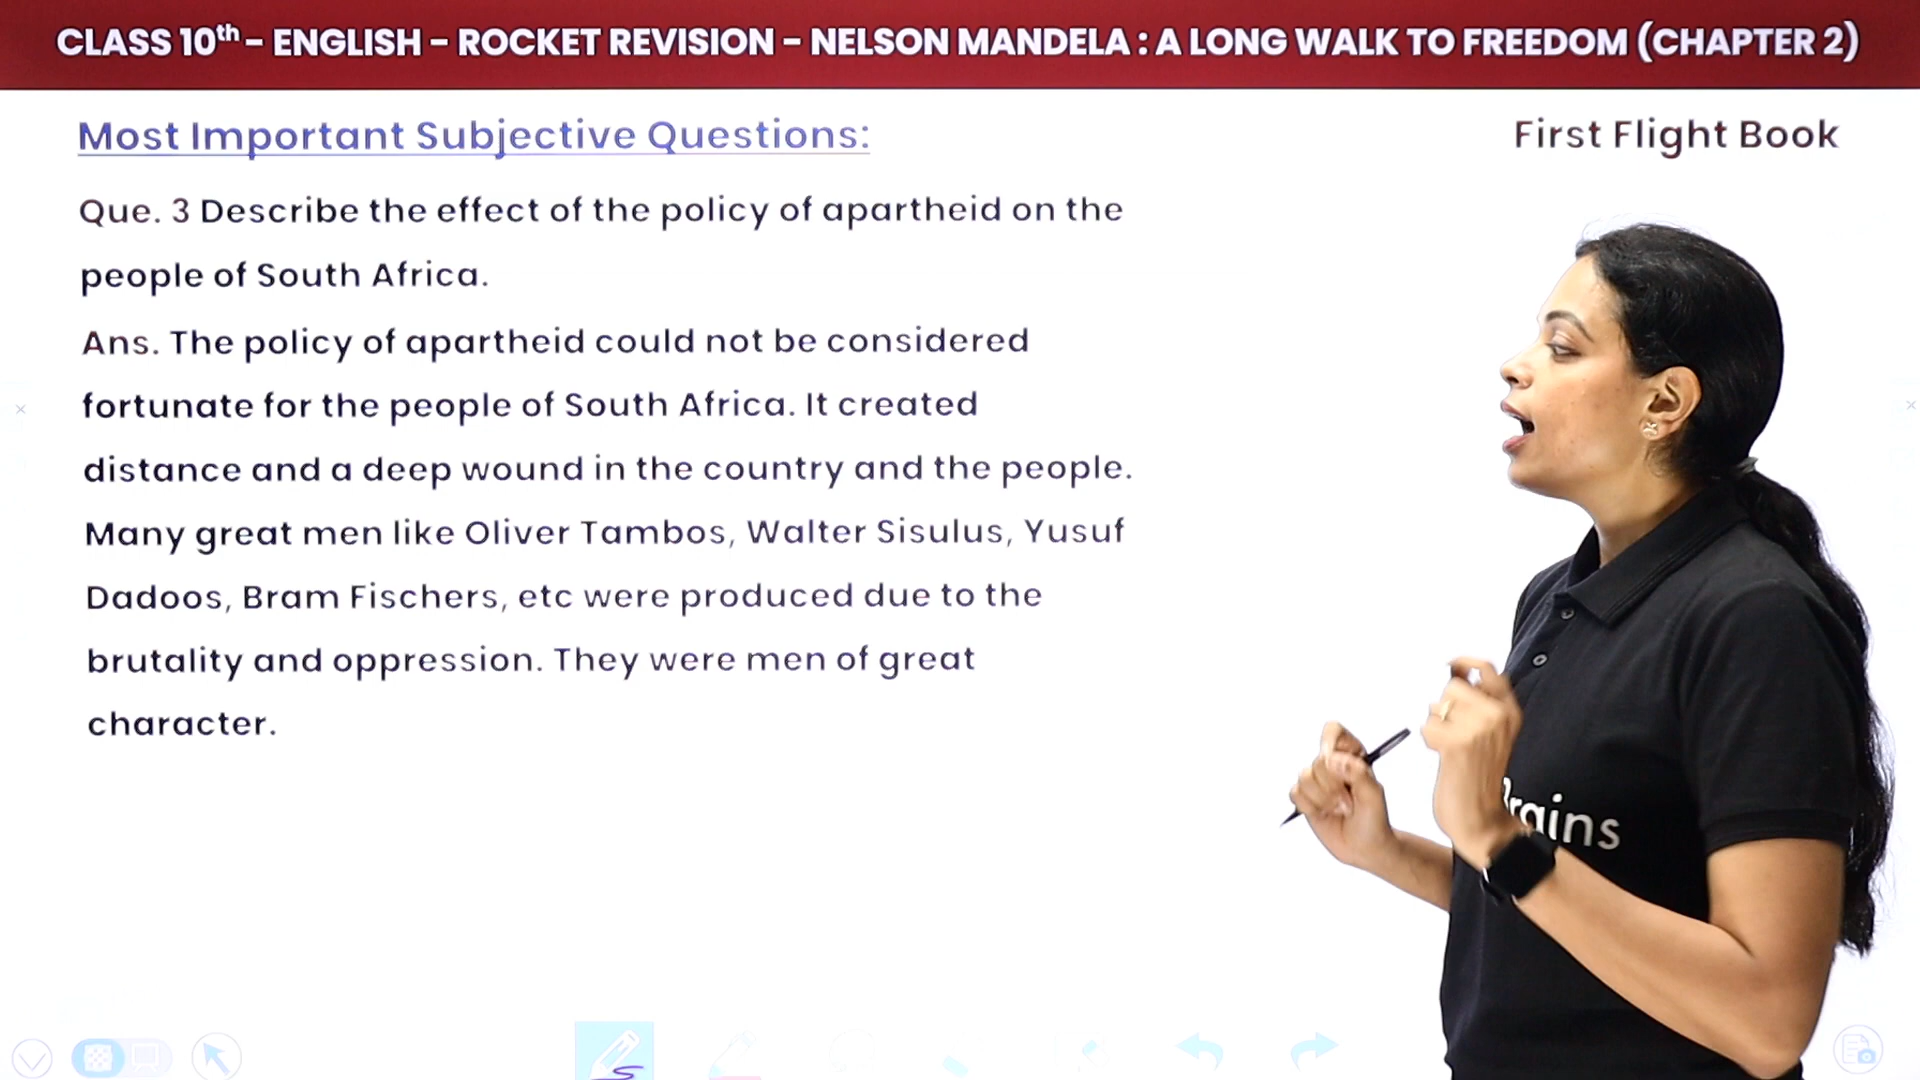 CLASS 10th - ENGLISH - ROCKET REVISION - NELSON MANDELA : A LONG WALK TO FREEDOM (CHAPTER 2)
Most Important Subjective Questions:
First Flight Book
Que. 3 Describe the effect of the policy of apartheid on the
people of South Africa.
Ans. The policy of apartheid could not be considered
fortunate for the people of South Africa. It created
distance and a deep wound in the country and the people.
Many great men like Oliver Tambos, Walter Sisulus, Yusuf
Dadoos, Bram Fischers, etc were produced due to the
brutality and oppression. They were men of great
character.